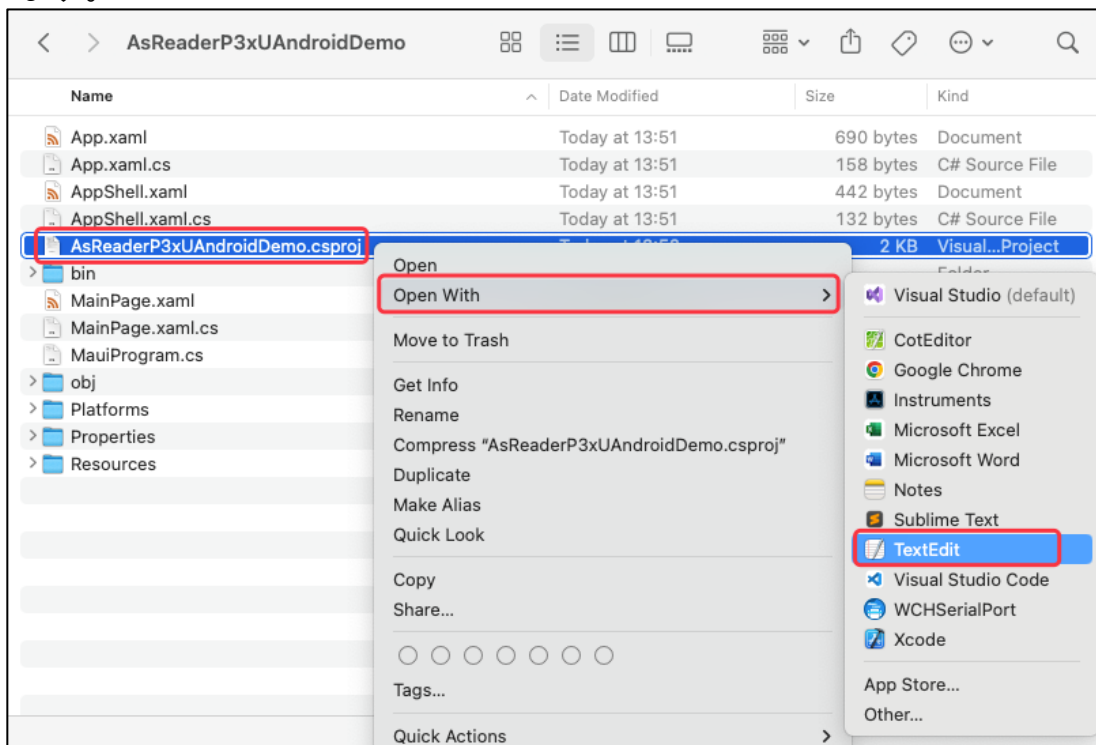 AsReaderP3xUAndroidDemo
Name Date Modified Size Kind
App.xaml Today at 13:51 690 bytes Document
App.xaml.cs Today at 13:51 158 bytes C# Source File
AppShell.xaml Today at 13:51 442 bytes Document
AppShell.xaml.cs Today at 13:51 132 bytes C# Source File
AsReaderP3xUAndroidDemo.csproj 2 KB Visual...Project
bin
MainPage.xaml
MainPage.xaml.cs
MauiProgram.cs
obj
Platforms
Properties
Resources
Open
Open With
Move to Trash
Get Info
Rename
Compress “AsReaderP3xUAndroidDemo.csproj”
Duplicate
Make Alias
Quick Look
Copy
Share...
Tags...
Quick Actions
Visual Studio (default)
CotEditor
Google Chrome
Instruments
Microsoft Excel
Microsoft Word
Notes
Sublime Text
TextEdit
Visual Studio Code
WCHSerialPort
Xcode
App Store...
Other...